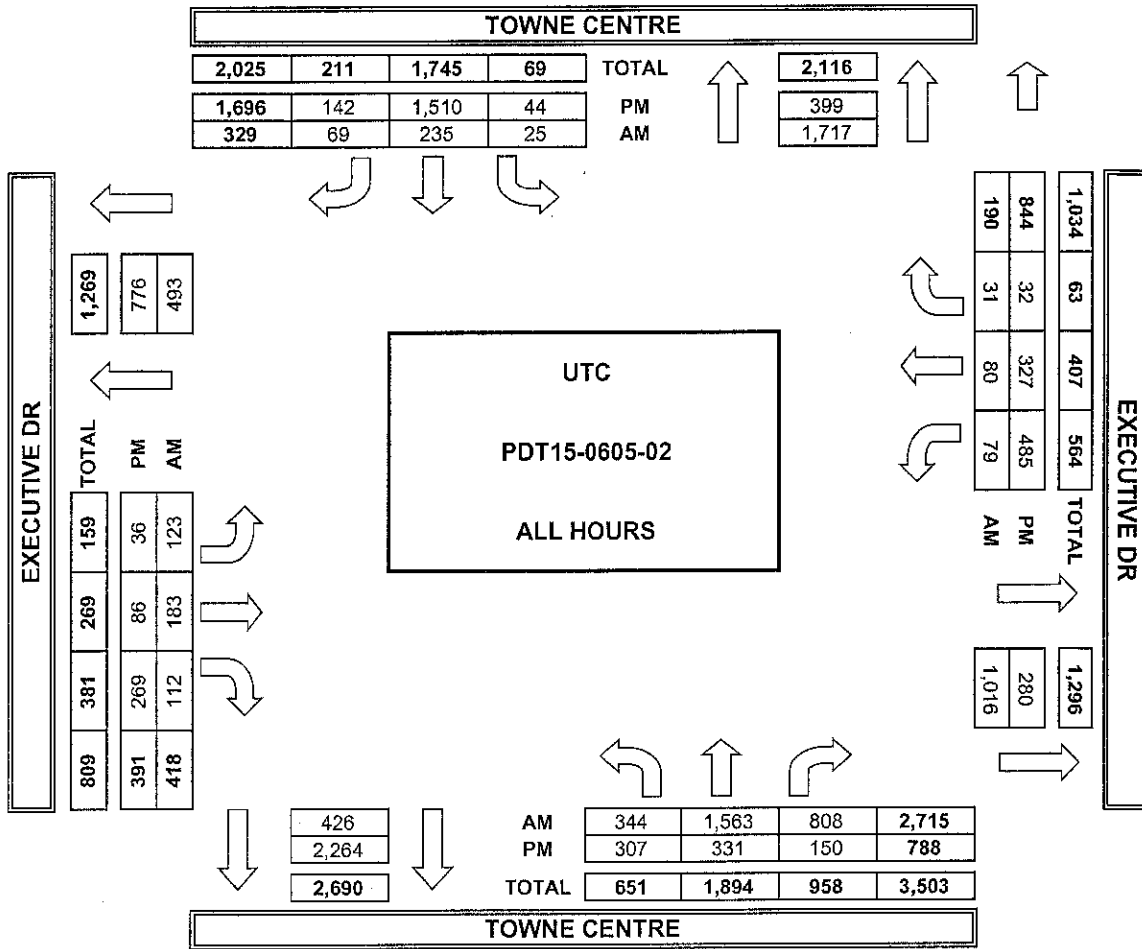 TOWNE CENTRE
2,025 211 1,745 69 TOTAL 2,116
1,696 142 1,510 44 PM 399
329 69 235 25 AM 1,717
EXECUTIVE DR
1,269 776 493
TOTAL PM AM
159 36 123
269 86 183
381 269 112
809 391 418
UTC
PDT15-0605-02
ALL HOURS
190 844 1,034
31 32 63
80 327 407
79 485 564
AM PM TOTAL
1,016 280 1,296
EXECUTIVE DR
426 AM 344 1,563 808 2,715
2,264 PM 307 331 150 788
2,690 TOTAL 651 1,894 958 3,503
TOWNE CENTRE